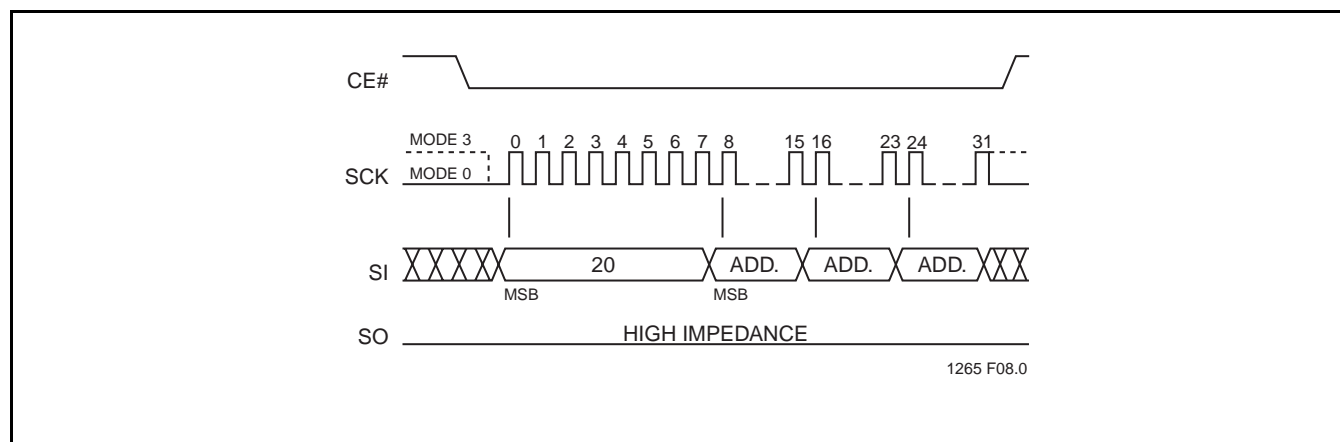 CE#
MODE 3
0 1 2 3 4 5 6 7 8 15 16 23 24 31
SCK
MODE 0
SI
20 ADD. ADD. ADD.
MSB MSB
SO
HIGH IMPEDANCE
1265 F08.0